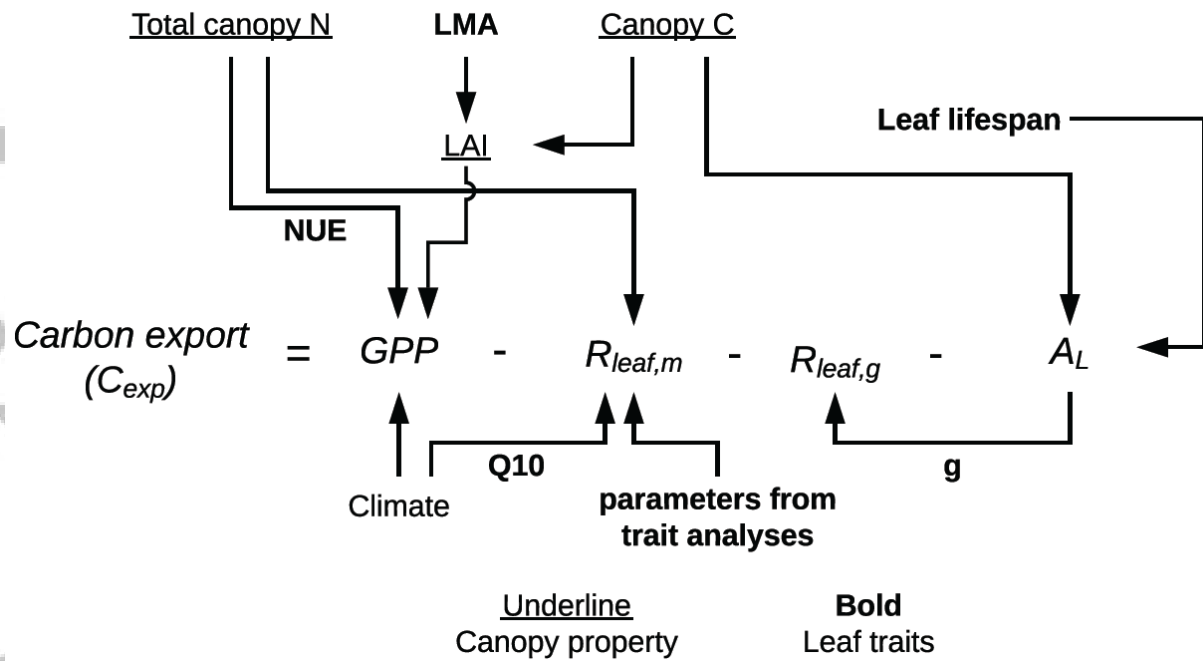 Total canopy N LMA Canopy C
Leaf lifespan
LAI
NUE
Carbon export
(Cexp)
= GPP - Rleaf,m - Rleaf,g - AL
Q10 g
Climate parameters from
trait analyses
Underline Bold
Canopy property Leaf traits